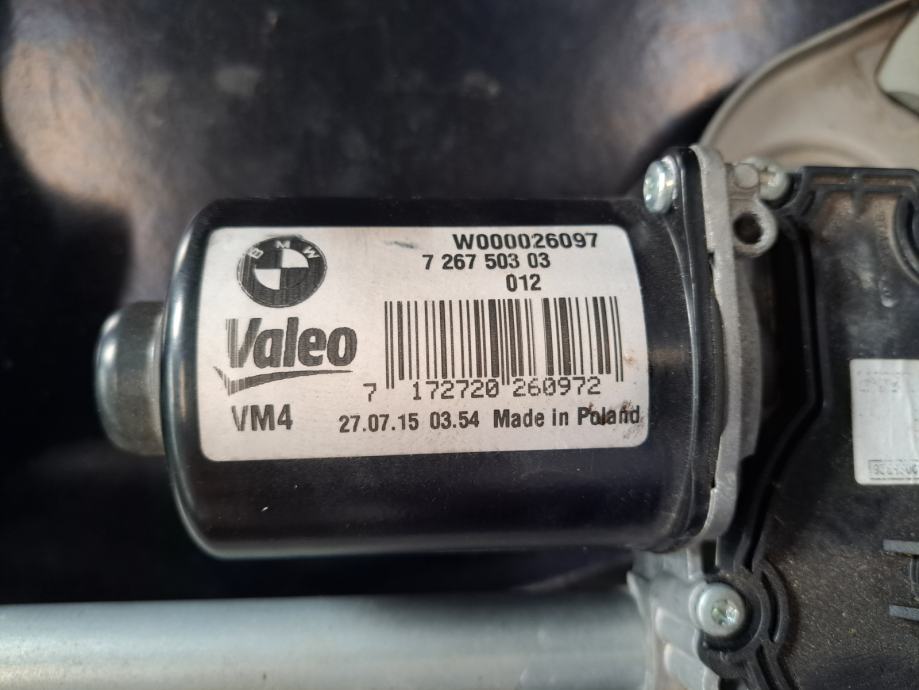 W000026097
7 267 503 03
012
BMW
Valeo
7 172720 260972
VM4
27.07.15 03.54 Made in Poland